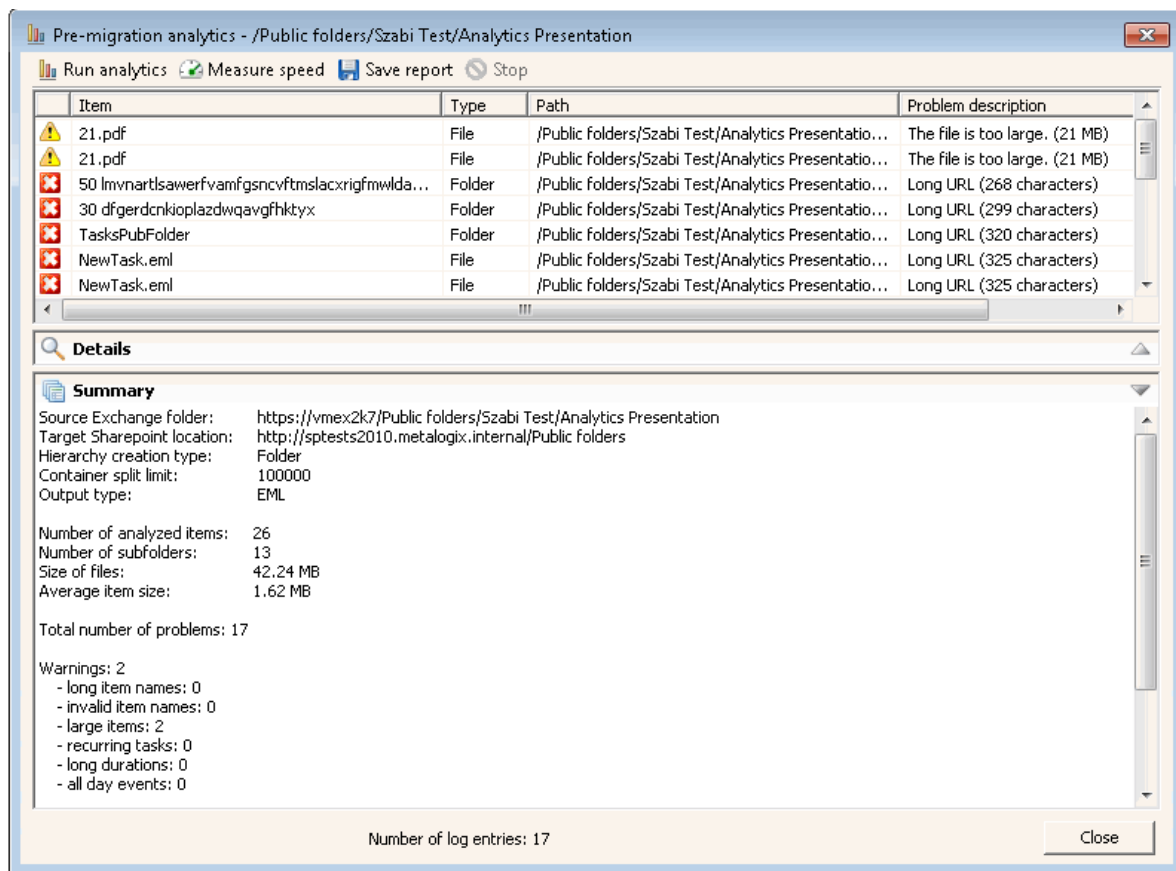 Pre-migration analytics - /Public folders/Szabi Test/Analytics Presentation
Run analytics Measure speed Save report Stop
Item Type Path Problem description
21.pdf File /Public folders/Szabi Test/Analytics Presentatio... The file is too large. (21 MB)
21.pdf File /Public folders/Szabi Test/Analytics Presentatio... The file is too large. (21 MB)
50 lmvnartlsawerfvamfgsncvftmslacxrigfmwlda... Folder /Public folders/Szabi Test/Analytics Presentatio... Long URL (268 characters)
30 dfgerdcnkioplazdwqavgfhktyx Folder /Public folders/Szabi Test/Analytics Presentatio... Long URL (299 characters)
TasksPubFolder Folder /Public folders/Szabi Test/Analytics Presentatio... Long URL (320 characters)
NewTask.eml File /Public folders/Szabi Test/Analytics Presentatio... Long URL (325 characters)
NewTask.eml File /Public folders/Szabi Test/Analytics Presentatio... Long URL (325 characters)
Details
Summary
Source Exchange folder: https://vmex2k7/Public folders/Szabi Test/Analytics Presentation
Target Sharepoint location: http://sptests2010.metalogix.internal/Public folders
Hierarchy creation type: Folder
Container split limit: 100000
Output type: EML
Number of analyzed items: 26
Number of subfolders: 13
Size of files: 42.24 MB
Average item size: 1.62 MB
Total number of problems: 17
Warnings: 2
- long item names: 0
- invalid item names: 0
- large items: 2
- recurring tasks: 0
- long durations: 0
- all day events: 0
Number of log entries: 17
Close